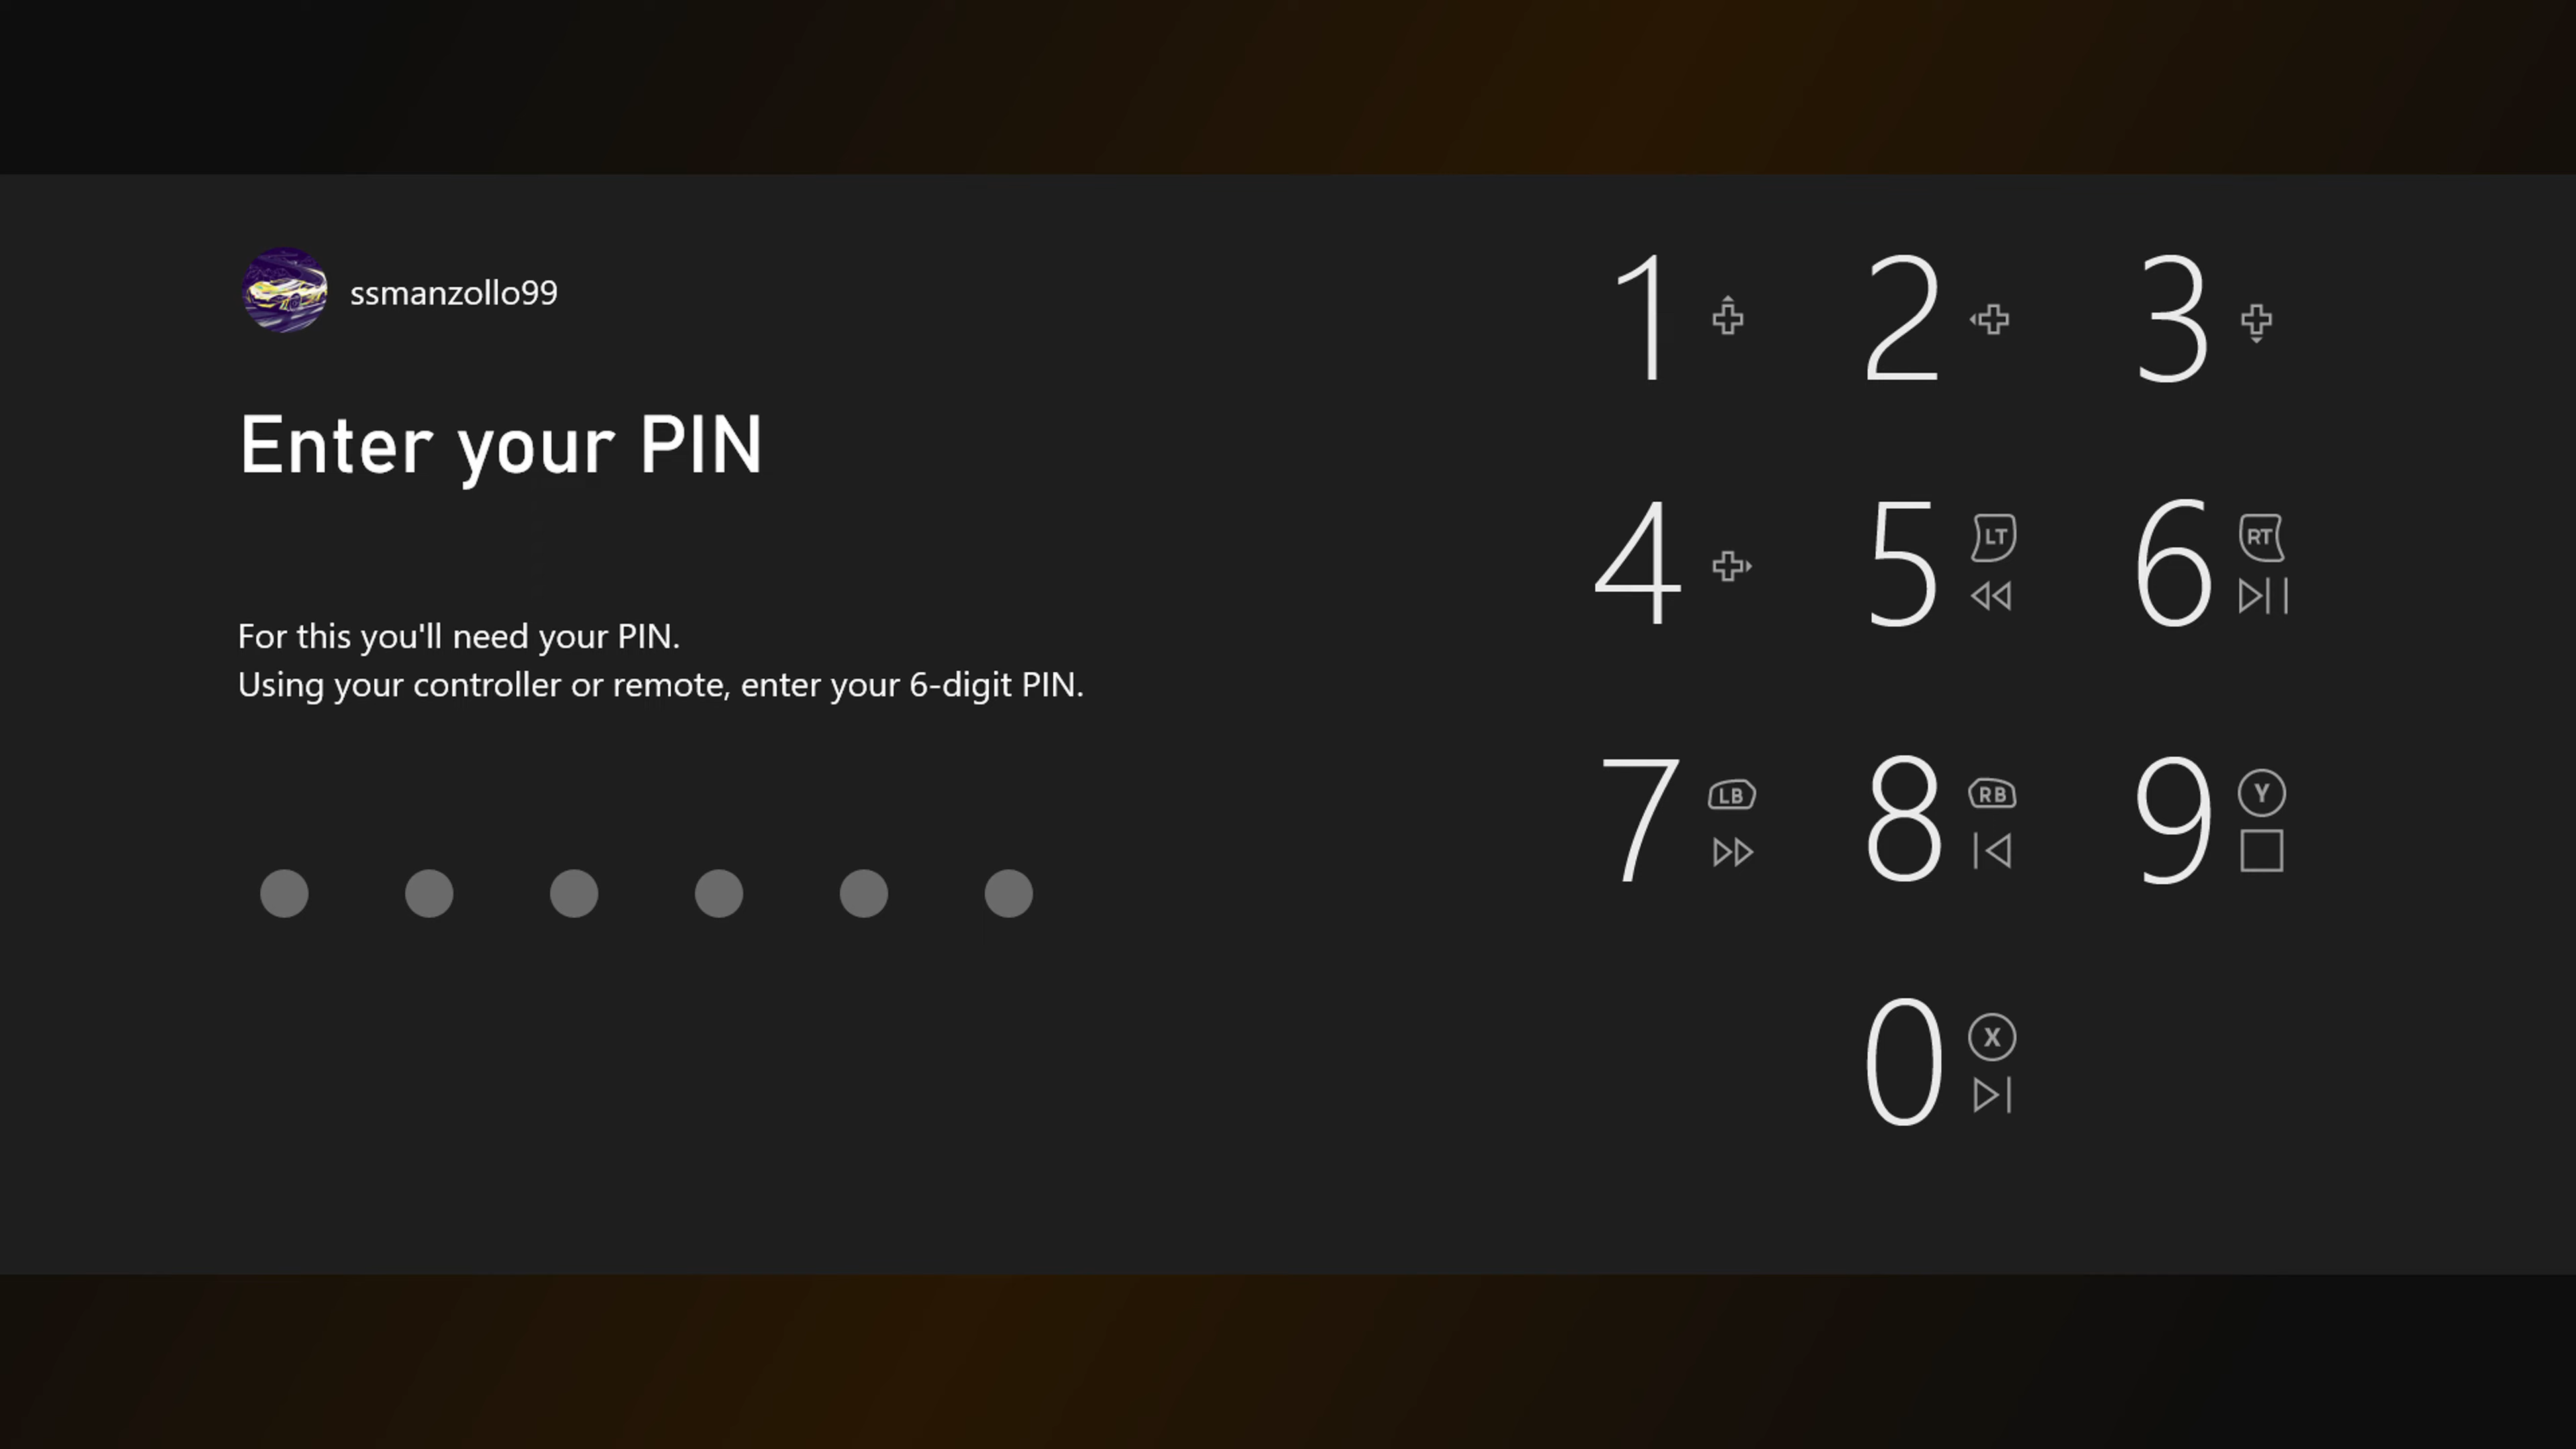 ssmanzollo99
Enter your PIN
For this you'll need your PIN.
Using your controller or remote, enter your 6-digit PIN.
1 2 3
4 5 LT 6 RT
7 LB 8 RB 9 Y
0 X